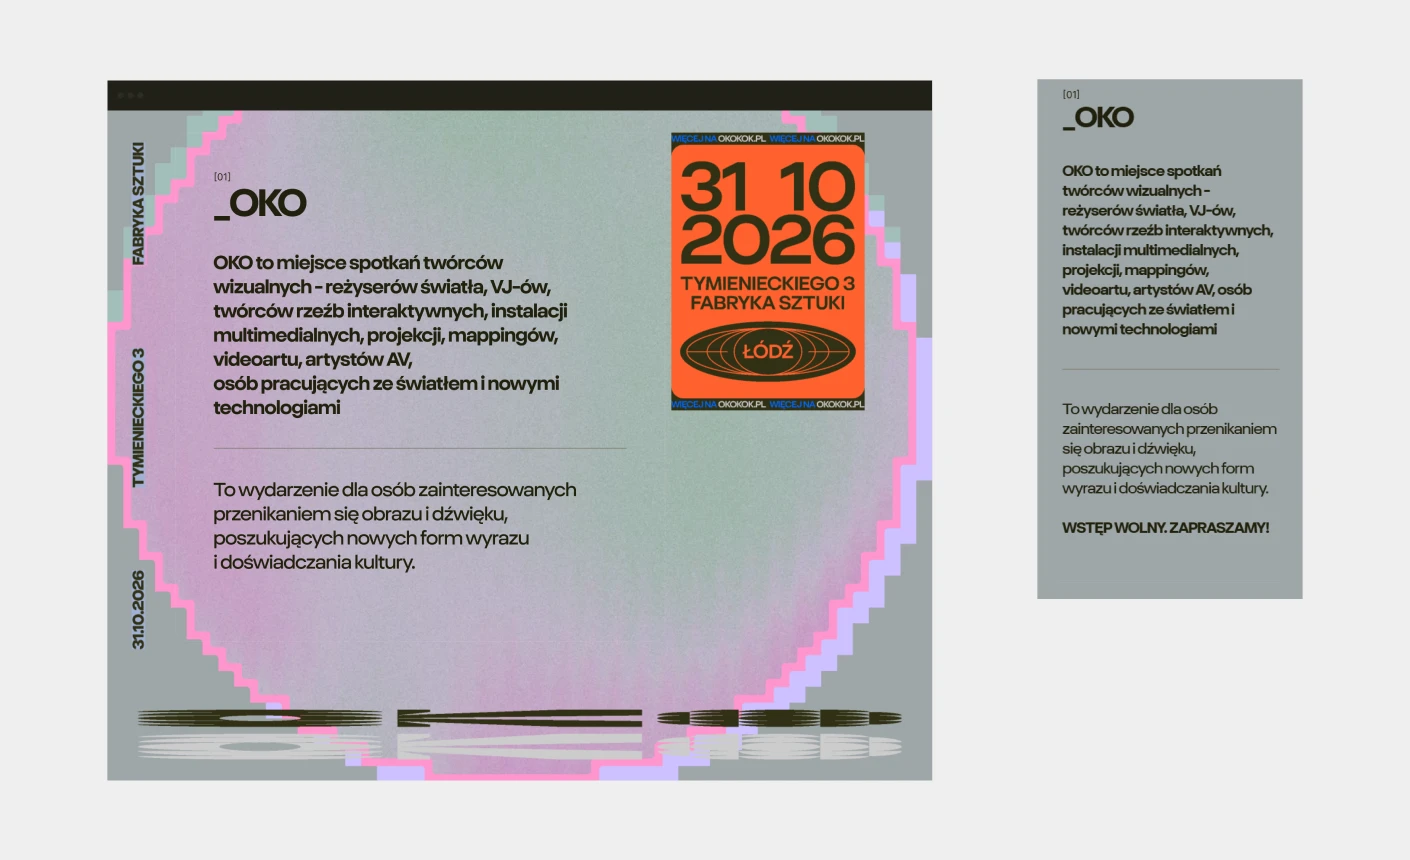 FABRYKA SZTUKI
TYMIENIECKIEGO 3
31.10.2026
[01]
_OKO
OKO to miejsce spotkań twórców
wizualnych - reżyserów światła, VJ-ów,
twórców rzeźb interaktywnych, instalacji
multimedialnych, projekcji, mappingów,
videoartu, artystów AV,
osób pracujących ze światłem i nowymi
technologiami
To wydarzenie dla osób zainteresowanych
przenikaniem się obrazu i dźwięku,
poszukujących nowych form wyrazu
i doświadczania kultury.
WIĘCEJ NA OKOKOK.PL WIĘCEJ NA OKOKOK.PL
31 10
2026
TYMIENIECKIEGO 3
FABRYKA SZTUKI
ŁÓDŹ
WIĘCEJ NA OKOKOK.PL WIĘCEJ NA OKOKOK.PL
[01]
_OKO
OKO to miejsce spotkań
twórców wizualnych -
reżyserów światła, VJ-ów,
twórców rzeźb interaktywnych,
instalacji multimedialnych,
projekcji, mappingów,
videoartu, artystów AV, osób
pracujących ze światłem i
nowymi technologiami
To wydarzenie dla osób
zainteresowanych przenikaniem
się obrazu i dźwięku,
poszukujących nowych form
wyrazu i doświadczania kultury.
WSTĘP WOLNY. ZAPRASZAMY!